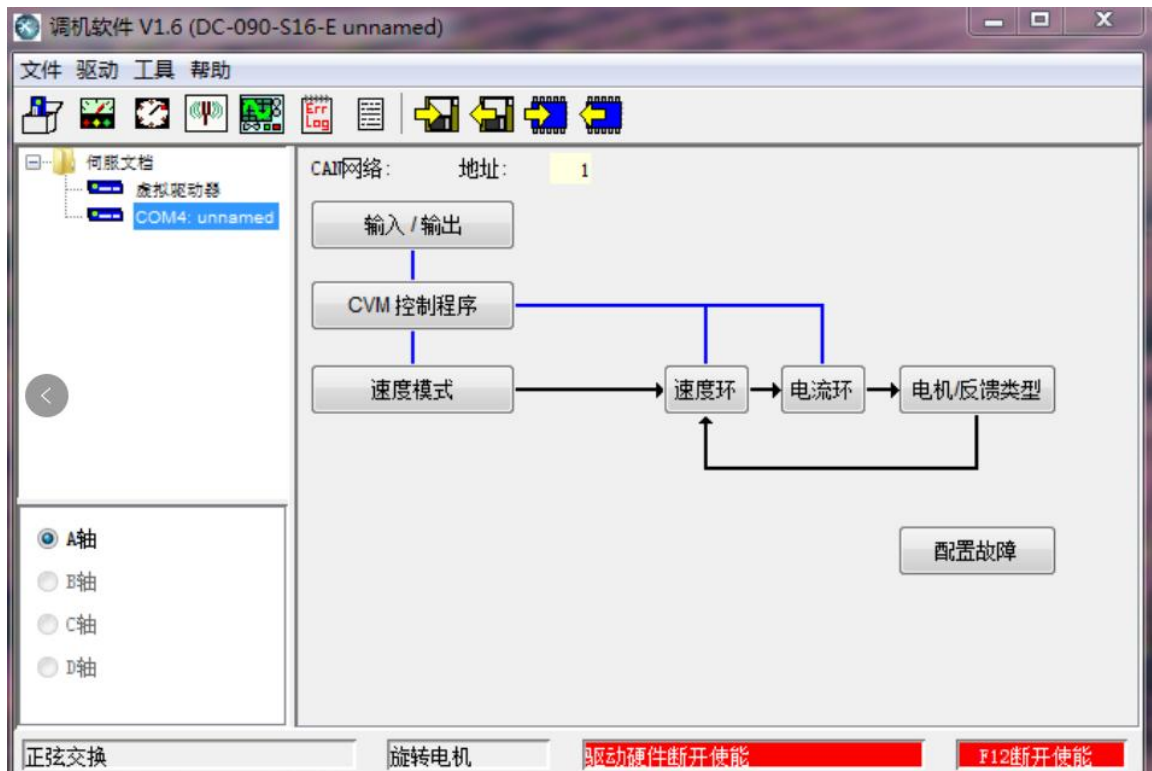 调机软件 V1.6 (DC-090-S16-E unnamed)
文件 驱动 工具 帮助
Err Log
伺服文档
虚拟驱动器
COM4: unnamed
CAN网络: 地址: 1
输入 / 输出
CVM 控制程序
速度模式 速度环 电流环 电机/反馈类型
配置故障
A轴
B轴
C轴
D轴
正弦交换 旋转电机 驱动硬件断开使能 F12断开使能